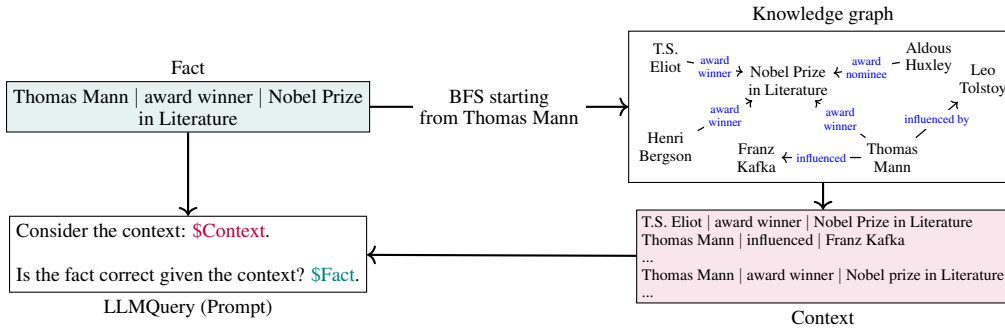 Fact
Thomas Mann | award winner | Nobel Prize
in Literature
BFS starting
from Thomas Mann
Knowledge graph
T.S.
Eliot
award
winner
Nobel Prize
in Literature
award
nominee
Aldous
Huxley
Leo
Tolstoy
Henri
Bergson
award
winner
award
winner
influenced by
Franz
Kafka
influenced
Thomas
Mann
Consider the context: $Context.
Is the fact correct given the context? $Fact.
LLMQuery (Prompt)
T.S. Eliot | award winner | Nobel Prize in Literature
Thomas Mann | influenced | Franz Kafka
...
Thomas Mann | award winner | Nobel prize in Literature
...
Context